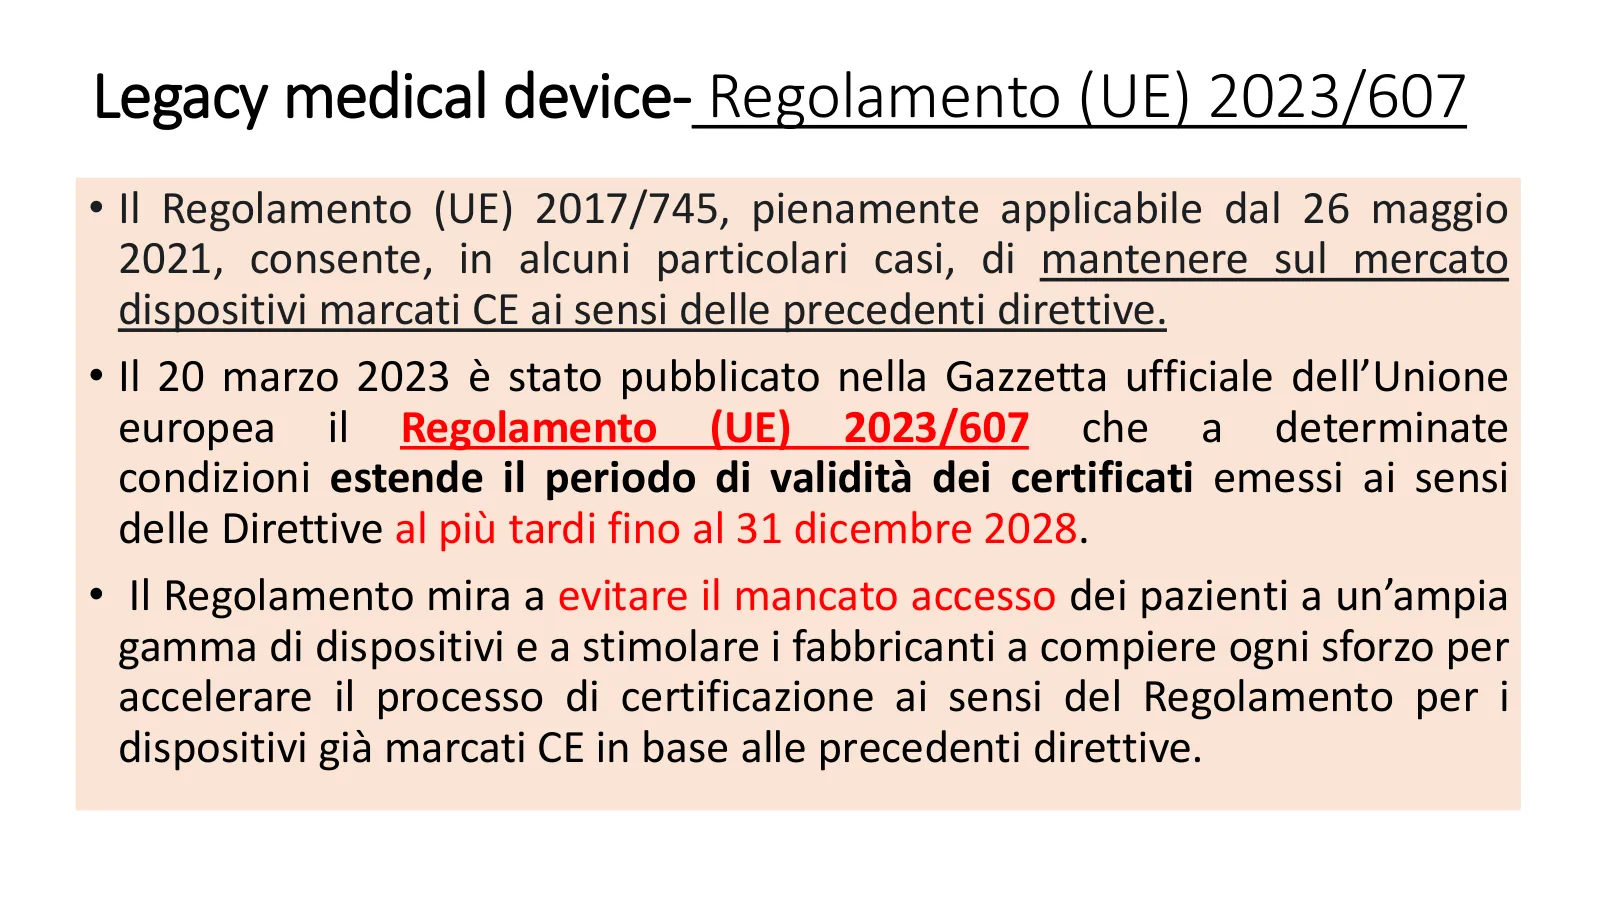 Legacy medical device- Regolamento (UE) 2023/607
• Il Regolamento (UE) 2017/745, pienamente applicabile dal 26 maggio
2021, consente, in alcuni particolari casi, di mantenere sul mercato
dispositivi marcati CE ai sensi delle precedenti direttive.
• Il 20 marzo 2023 è stato pubblicato nella Gazzetta ufficiale dell’Unione
europea il Regolamento (UE) 2023/607 che a determinate
condizioni estende il periodo di validità dei certificati emessi ai sensi
delle Direttive al più tardi fino al 31 dicembre 2028.
• Il Regolamento mira a evitare il mancato accesso dei pazienti a un’ampia
gamma di dispositivi e a stimolare i fabbricanti a compiere ogni sforzo per
accelerare il processo di certificazione ai sensi del Regolamento per i
dispositivi già marcati CE in base alle precedenti direttive.